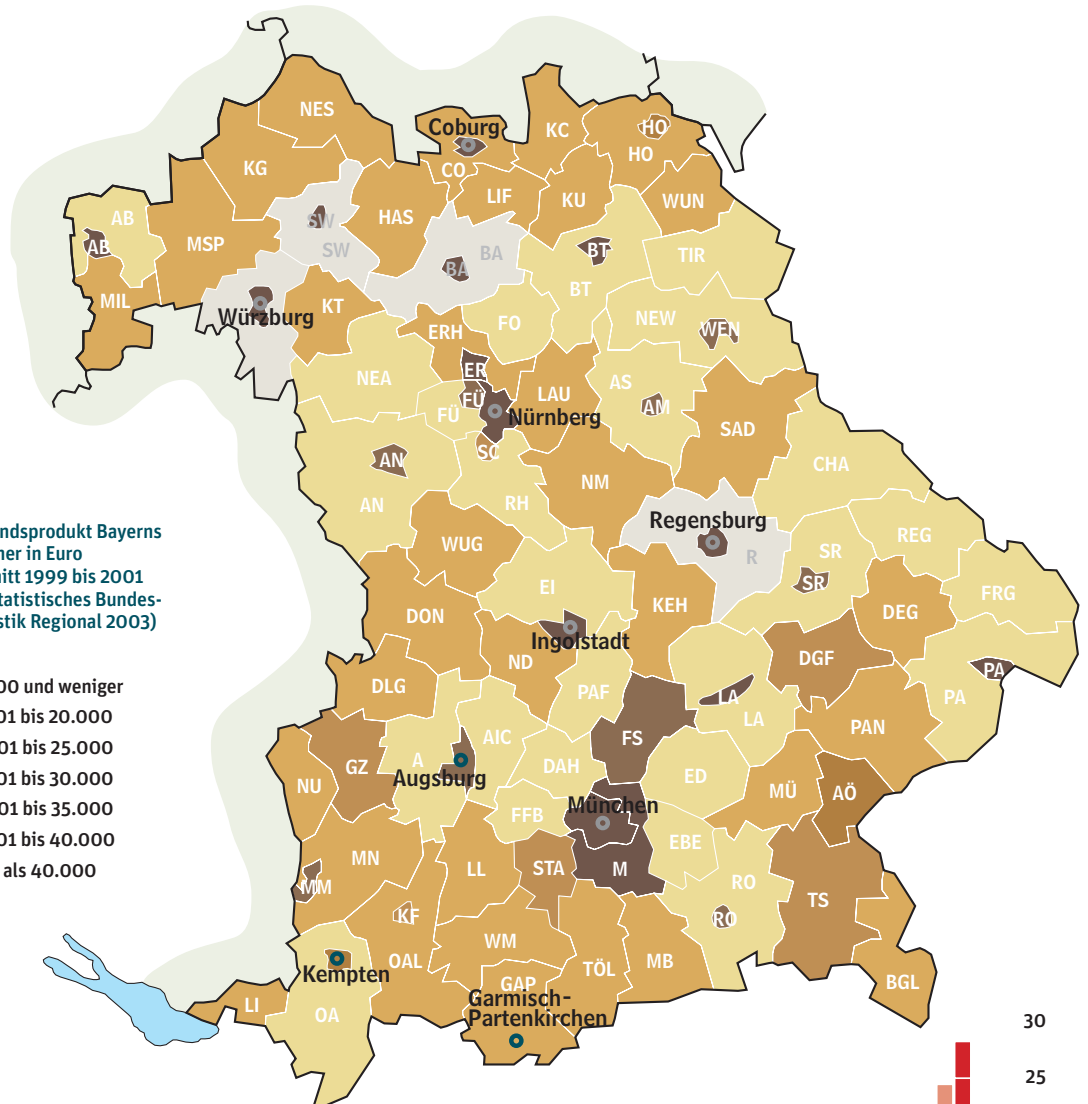 NES
Coburg
KC
HO
HO
KG
CO
LIF
KU
WUN
AB
AB
MSP
SW
SW
HAS
BA
BA
BT
BT
TIR
MIL
Würzburg
KT
ERH
FO
NEW
WEN
NEA
ER
FÜ
FÜ
Nürnberg
LAU
AS
AM
SAD
AN
AN
SC
RH
NM
CHA
ndsprodukt Bayerns
ner in Euro
nitt 1999 bis 2001
tatistisches Bundes-
istik Regional 2003)
WUG
Regensburg
R
SR
SR
REG
FRG
EI
KEH
DEG
DON
Ingolstadt
ND
DGF
PA
PA
00 und weniger
01 bis 20.000
01 bis 25.000
01 bis 30.000
01 bis 35.000
01 bis 40.000
als 40.000
DLG
PAF
LA
LA
PAN
NU
GZ
A
AIC
Augsburg
DAH
FS
ED
MÜ
AÖ
FFB
München
M
EBE
MN
MM
LL
STA
RO
RO
TS
KF
OAL
WM
TÖL
MB
BGL
Kempten
OA
LI
GAP
Garmisch-
Partenkirchen
30
25